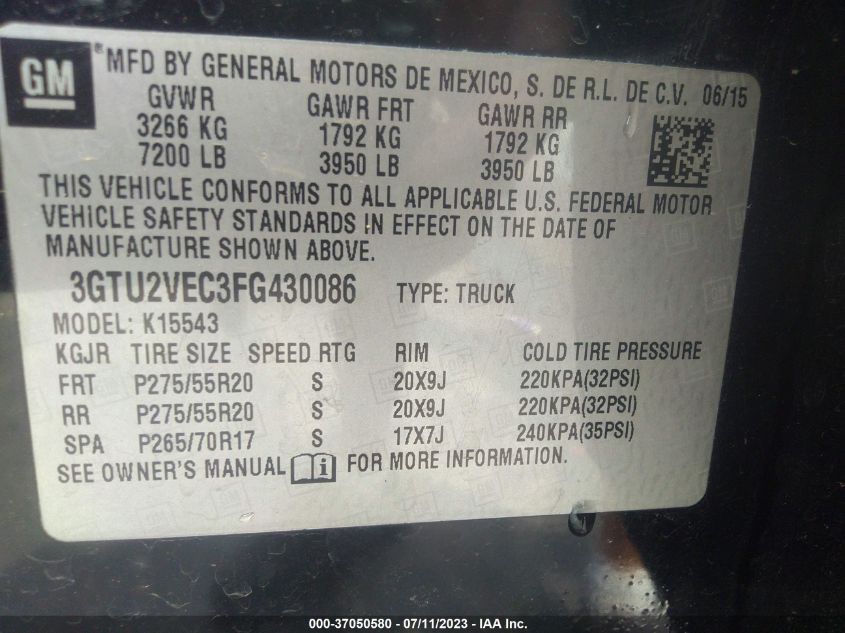 GM
® MFD BY GENERAL MOTORS DE MEXICO, S. DE R.L. DE C.V. 06/15
GVWR GAWR FRT GAWR RR
3266 KG 1792 KG 1792 KG
7200 LB 3950 LB 3950 LB
THIS VEHICLE CONFORMS TO ALL APPLICABLE U.S. FEDERAL MOTOR
VEHICLE SAFETY STANDARDS IN EFFECT ON THE DATE OF
MANUFACTURE SHOWN ABOVE.
3GTU2VEC3FG430086 TYPE: TRUCK
MODEL: K15543
KGJR TIRE SIZE SPEED RTG RIM COLD TIRE PRESSURE
FRT P275/55R20 S 20X9J 220KPA(32PSI)
RR P275/55R20 S 20X9J 220KPA(32PSI)
SPA P265/70R17 S 17X7J 240KPA(35PSI)
SEE OWNER'S MANUAL i FOR MORE INFORMATION.
000-37050580 - 07/11/2023 - IAA Inc.